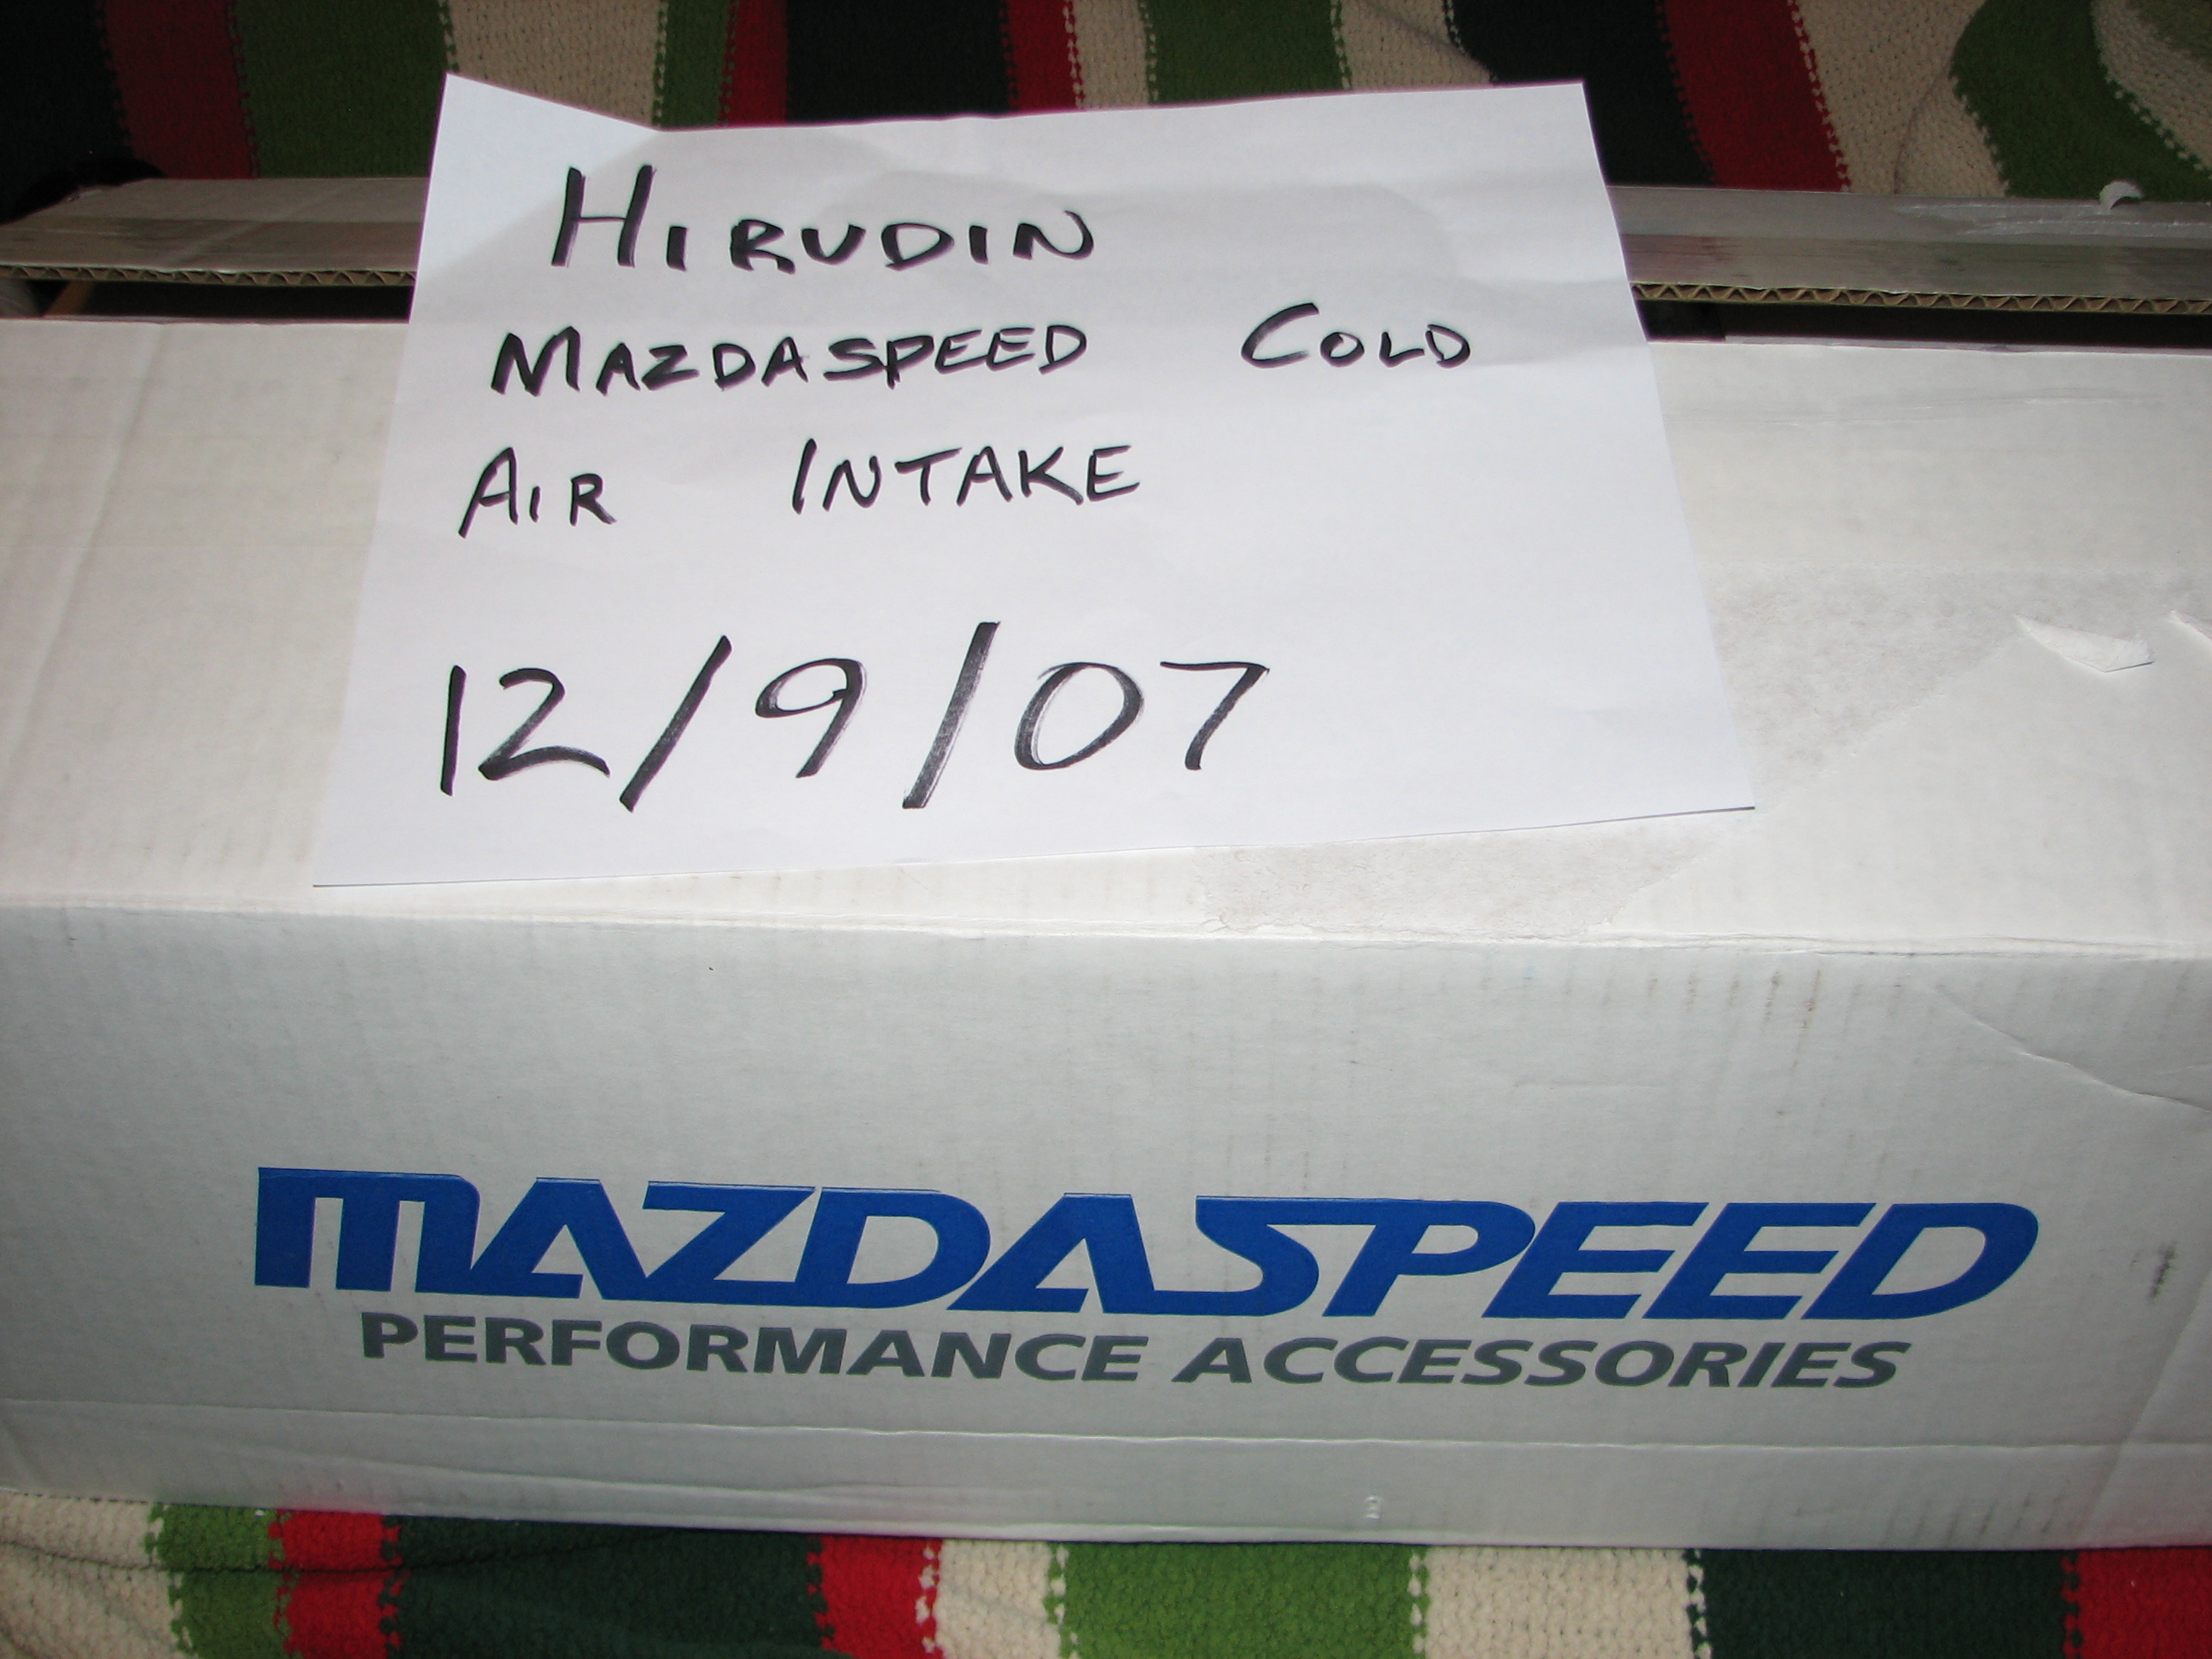 HIRUDIN
MAZDASPEED COLD
AIR INTAKE
12/9/07
MAZDASPEED
PERFORMANCE ACCESSORIES